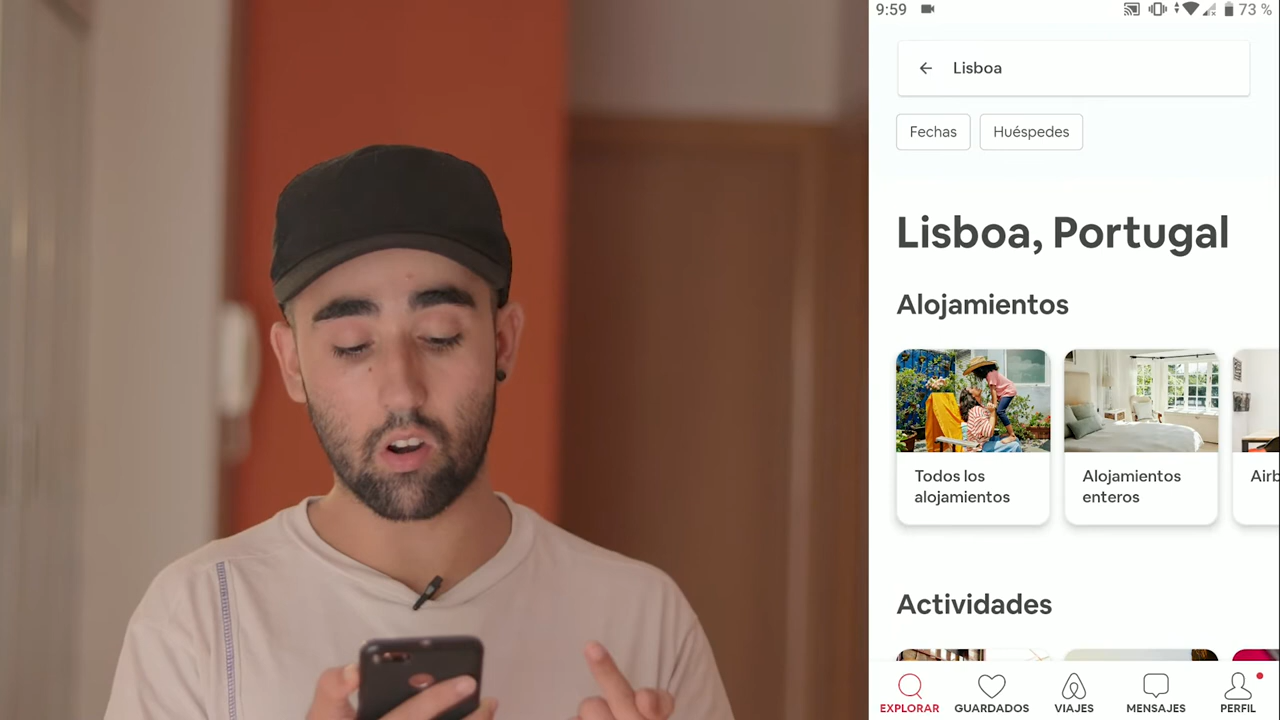 9:59
73 %
Lisboa
Fechas
Huéspedes
Lisboa, Portugal
Alojamientos
Todos los
alojamientos
Alojamientos
enteros
Airb
Actividades
EXPLORAR
GUARDADOS
VIAJES
MENSAJES
PERFIL